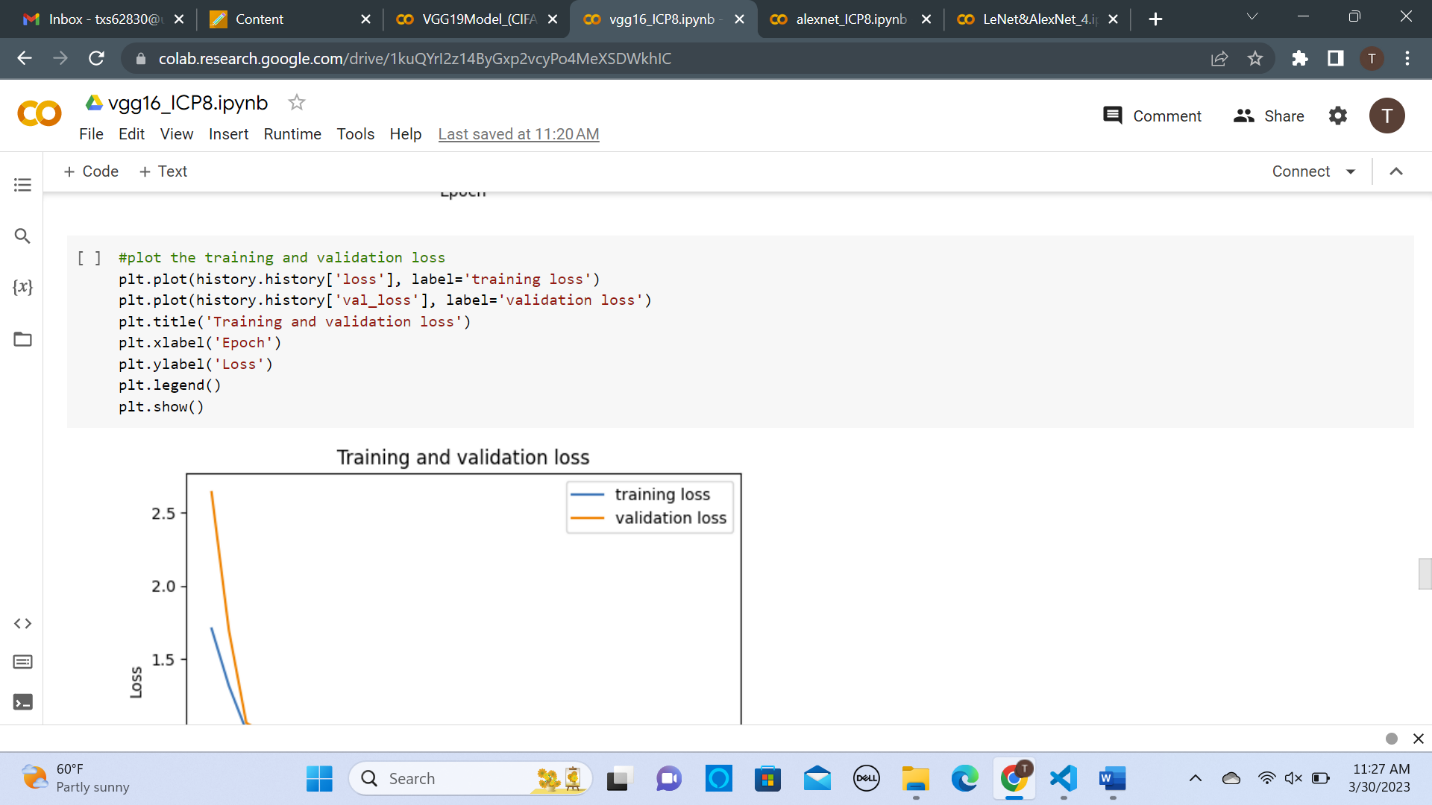 Inbox - txs62830@
Content
VGG19Model_(CIFA
vgg16_ICP8.ipynb -
alexnet_ICP8.ipynb
LeNet&AlexNet_4.i
colab.research.google.com/drive/1kuQYrI2z14ByGxp2vcyPo4MeXSDWkhIC
T
vgg16_ICP8.ipynb
File Edit View Insert Runtime Tools Help Last saved at 11:20 AM
Comment Share T
+ Code + Text
Connect
Epoch
{x}
[ ] #plot the training and validation loss
plt.plot(history.history['loss'], label='training loss')
plt.plot(history.history['val_loss'], label='validation loss')
plt.title('Training and validation loss')
plt.xlabel('Epoch')
plt.ylabel('Loss')
plt.legend()
plt.show()
Training and validation loss
training loss
validation loss
2.5
2.0
1.5
Loss
60°F
Partly sunny
Search
DELL
T
W
11:27 AM
3/30/2023